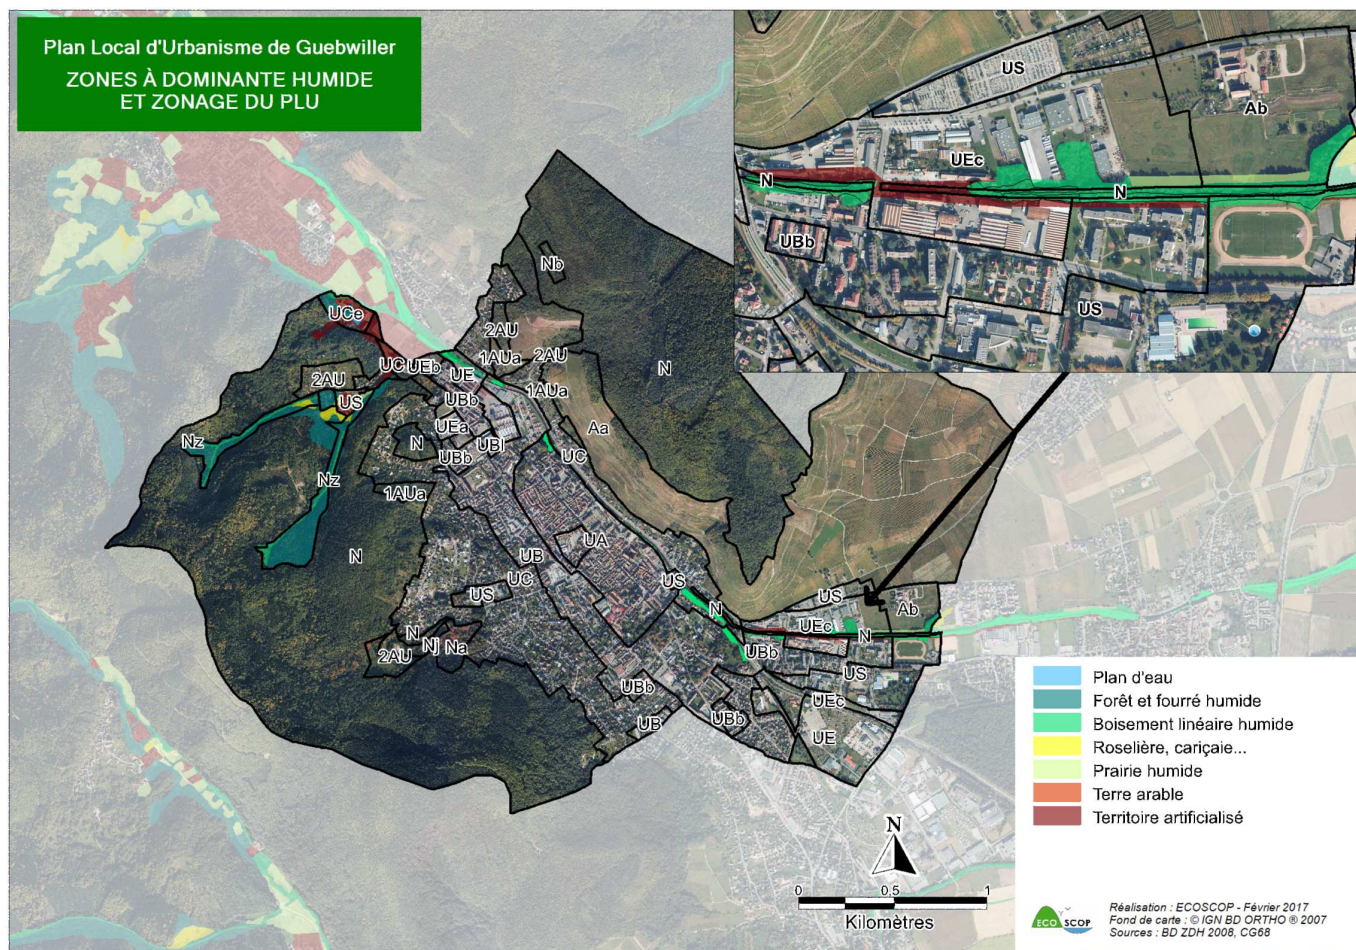 Plan Local d'Urbanisme de Guebwiller
ZONES À DOMINANTE HUMIDE
ET ZONAGE DU PLU
US
Ab
UEc
N
N
UBb
US
Nb
2AU
UCe
N
1AUa
2AU
UC
UEb
UE
2AU
1AUa
US
UBb
Aa
UEa
Nz
N
UBl
UC
UBb
Nz
1AUa
UA
N
UB
UC
US
US
US
Ab
N
UEc
N
N
Nj
Na
2AU
UBb
US
UBb
UEc
UB
UBb
UE
Plan d'eau
Forêt et fourré humide
Boisement linéaire humide
Roselière, cariçaie...
Prairie humide
Terre arable
Territoire artificialisé
N
0 0,5 1
Kilomètres
ECO SCOP
Réalisation : ECOSCOP - Février 2017
Fond de carte : © IGN BD ORTHO ® 2007
Sources : BD ZDH 2008, CG68